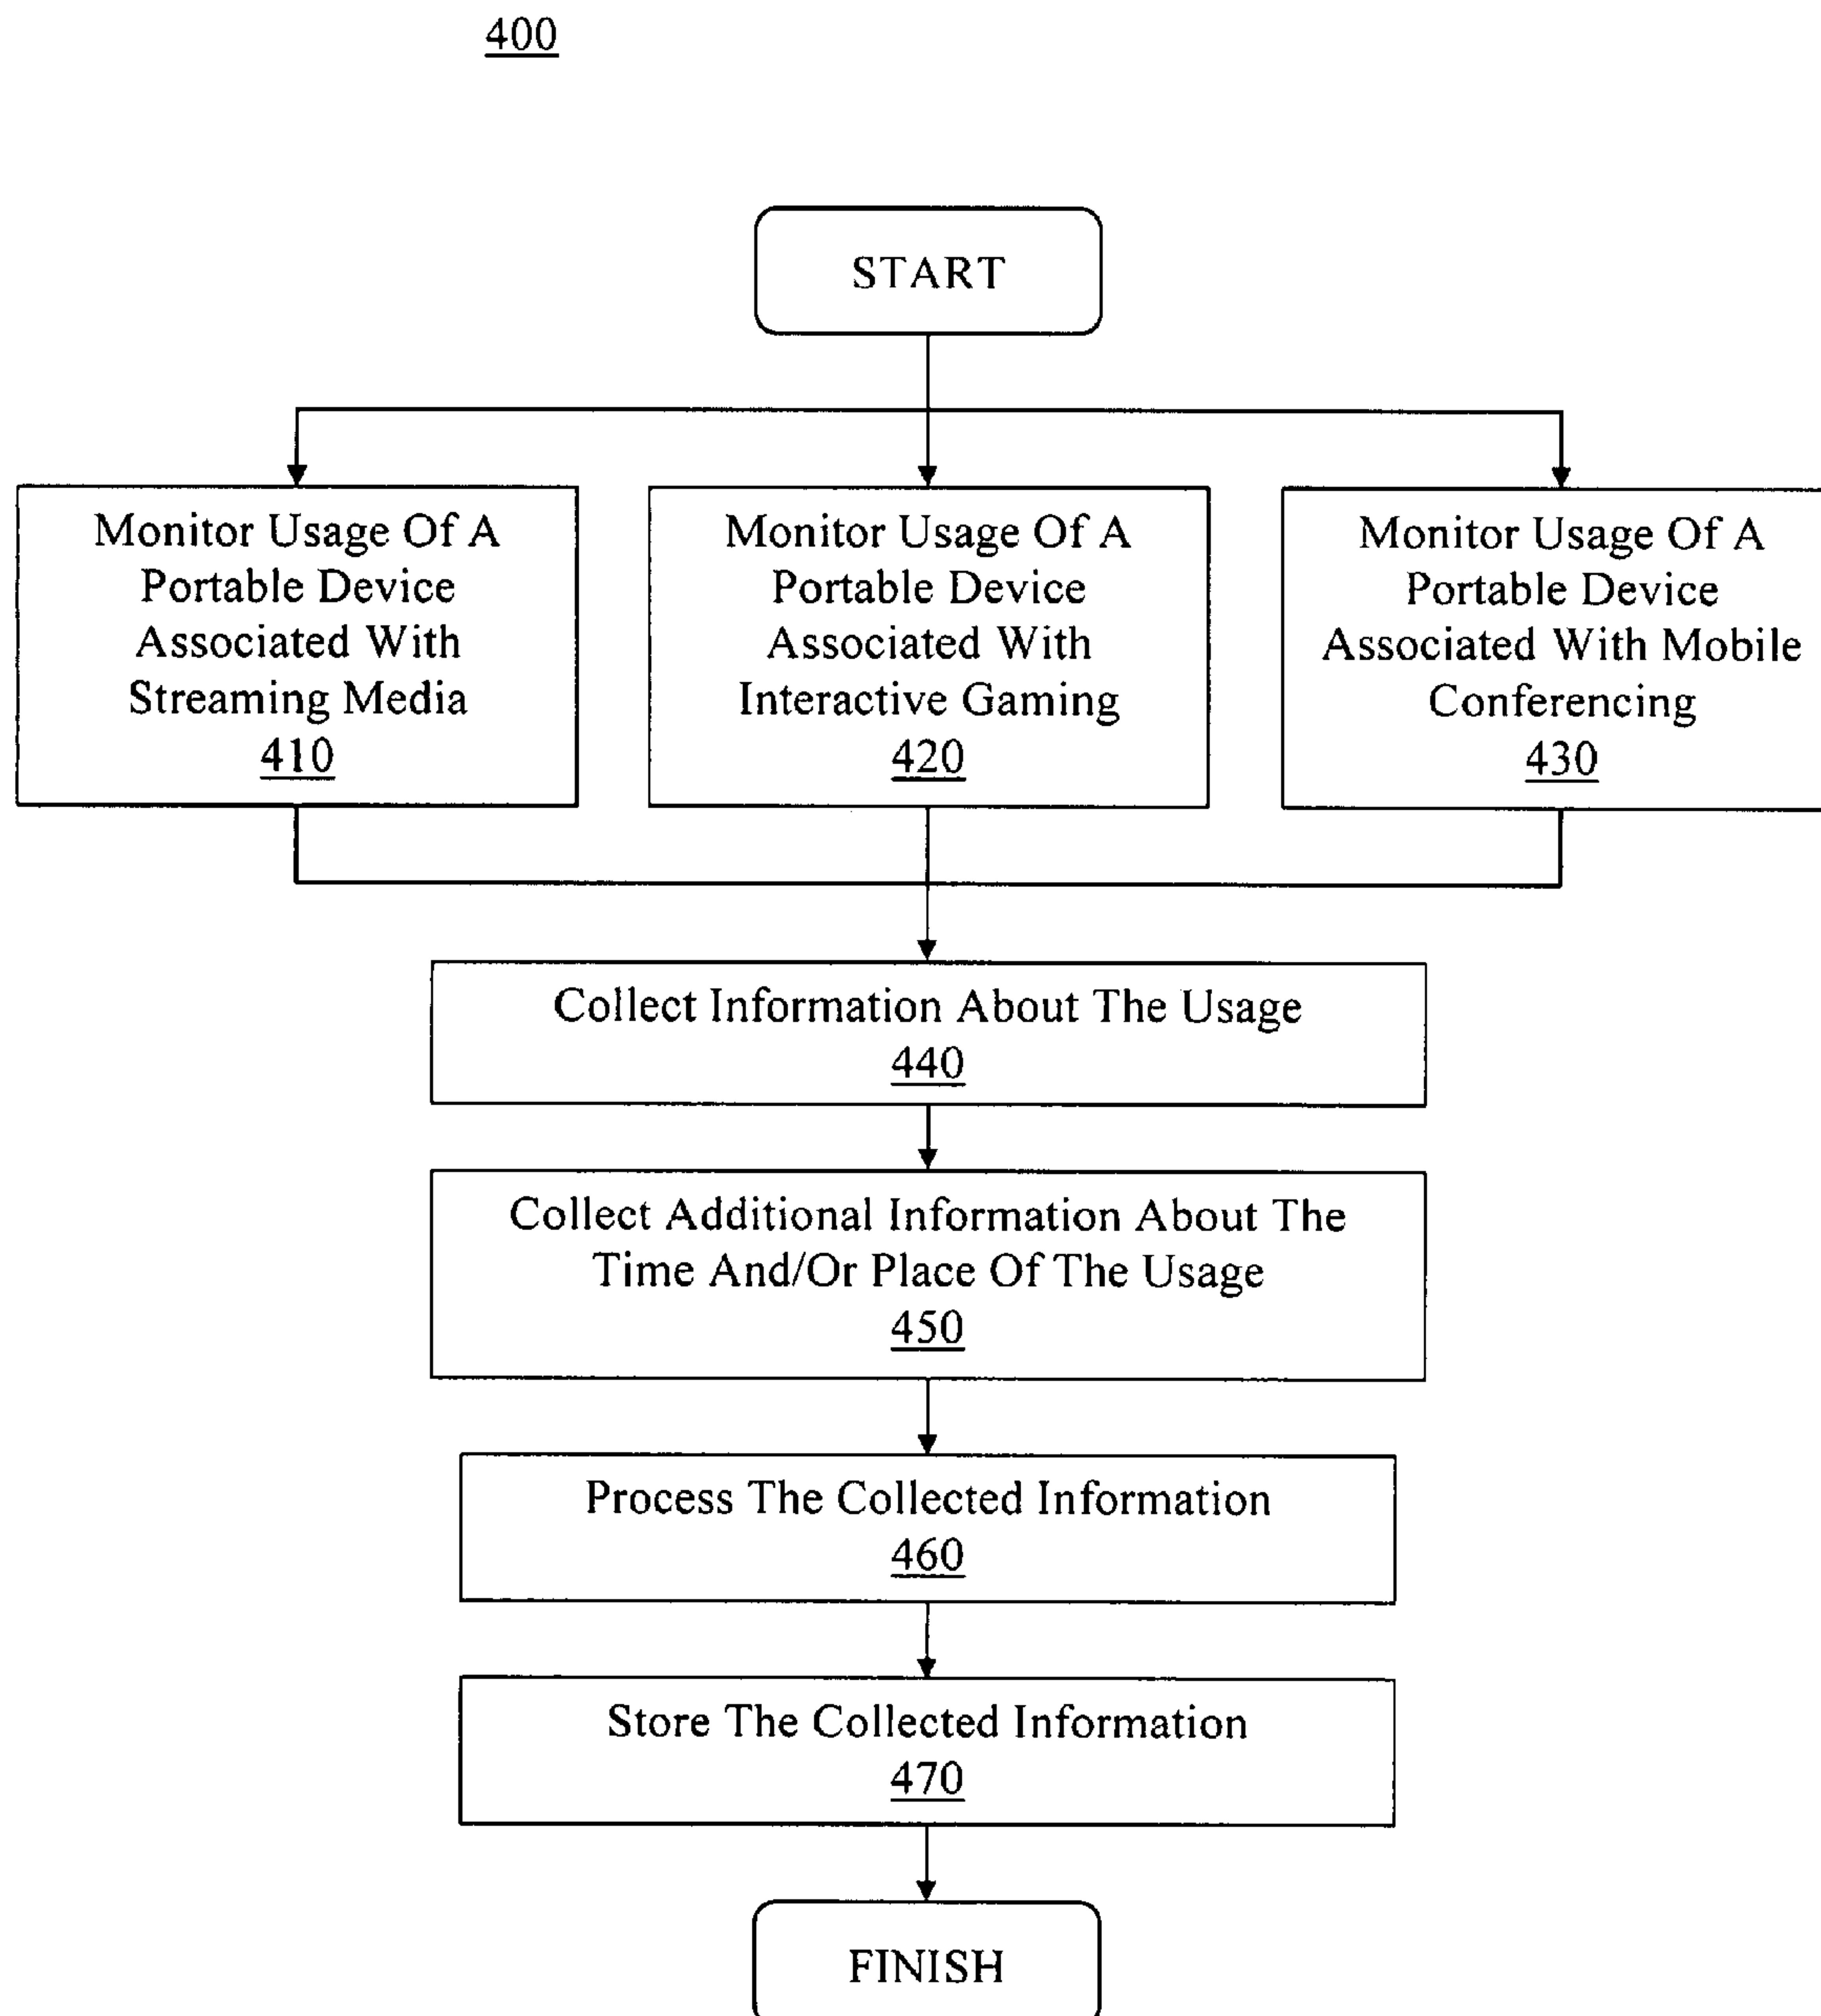 400
START
Monitor Usage Of A
Portable Device
Associated With
Streaming Media
410
Monitor Usage Of A
Portable Device
Associated With
Interactive Gaming
420
Monitor Usage Of A
Portable Device
Associated With Mobile
Conferencing
430
Collect Information About The Usage
440
Collect Additional Information About The
Time And/Or Place Of The Usage
450
Process The Collected Information
460
Store The Collected Information
470
FINISH